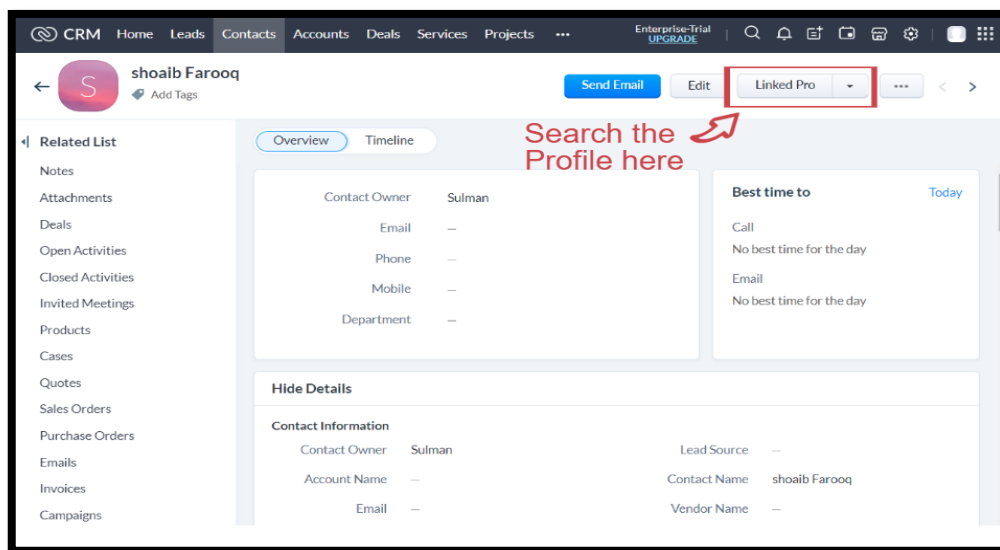 CRM Home Leads Contacts Accounts Deals Services Projects ••• Enterprise-Trial
UPGRADE
S
shoaib Farooq
Add Tags
Send Email Edit Linked Pro •••
Search the
Profile here
Related List
Notes
Attachments
Deals
Open Activities
Closed Activities
Invited Meetings
Products
Cases
Quotes
Sales Orders
Purchase Orders
Emails
Invoices
Campaigns
Overview Timeline
Contact Owner Sulman
Email —
Phone —
Mobile —
Department —
Best time to Today
Call
No best time for the day
Email
No best time for the day
Hide Details
Contact Information
Contact Owner Sulman Lead Source —
Account Name — Contact Name shoaib Farooq
Email — Vendor Name —